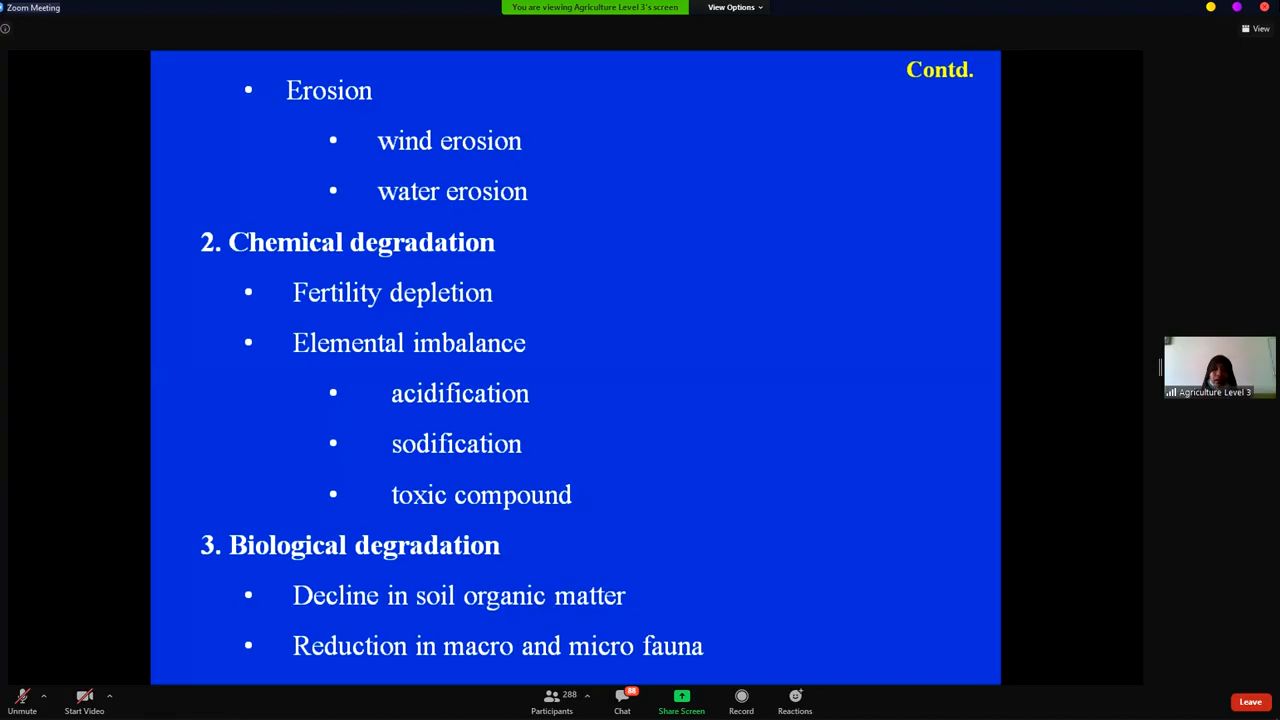 Zoom Meeting
You are viewing Agriculture Level 3's screen
View Options
View
Contd.
• Erosion
• wind erosion
• water erosion
2. Chemical degradation
• Fertility depletion
• Elemental imbalance
• acidification
• sodification
• toxic compound
3. Biological degradation
• Decline in soil organic matter
• Reduction in macro and micro fauna
Agriculture Level 3
Unmute
Start Video
288
Participants
88
Chat
Share Screen
Record
Reactions
Leave